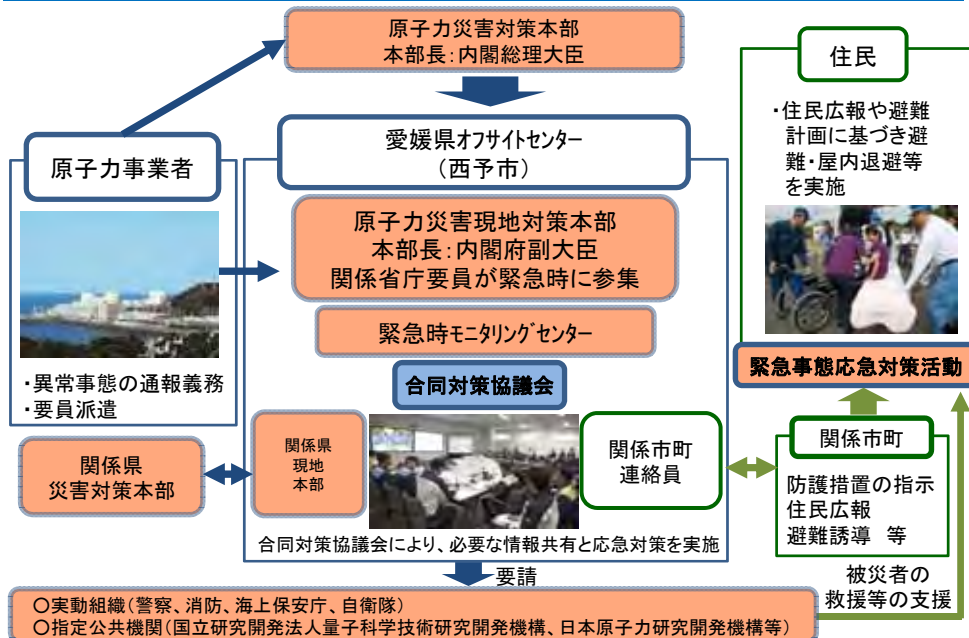 原子力災害対策本部
本部長：内閣総理大臣
住民
・住民広報や避難
計画に基づき避
難・屋内退避等
を実施
原子力事業者
・異常事態の通報義務
・要員派遣
愛媛県オフサイトセンター
（西予市）
原子力災害現地対策本部
本部長：内閣府副大臣
関係省庁要員が緊急時に参集
緊急時モニタリングセンター
合同対策協議会
関係県
災害対策本部
関係県
現地
本部
関係市町
連絡員
合同対策協議会により、必要な情報共有と応急対策を実施
緊急事態応急対策活動
関係市町
防護措置の指示
住民広報
避難誘導　等
要請
被災者の
救援等の支援
○実動組織（警察、消防、海上保安庁、自衛隊）
○指定公共機関（国立研究開発法人量子科学技術研究開発機構、日本原子力研究開発機構等）